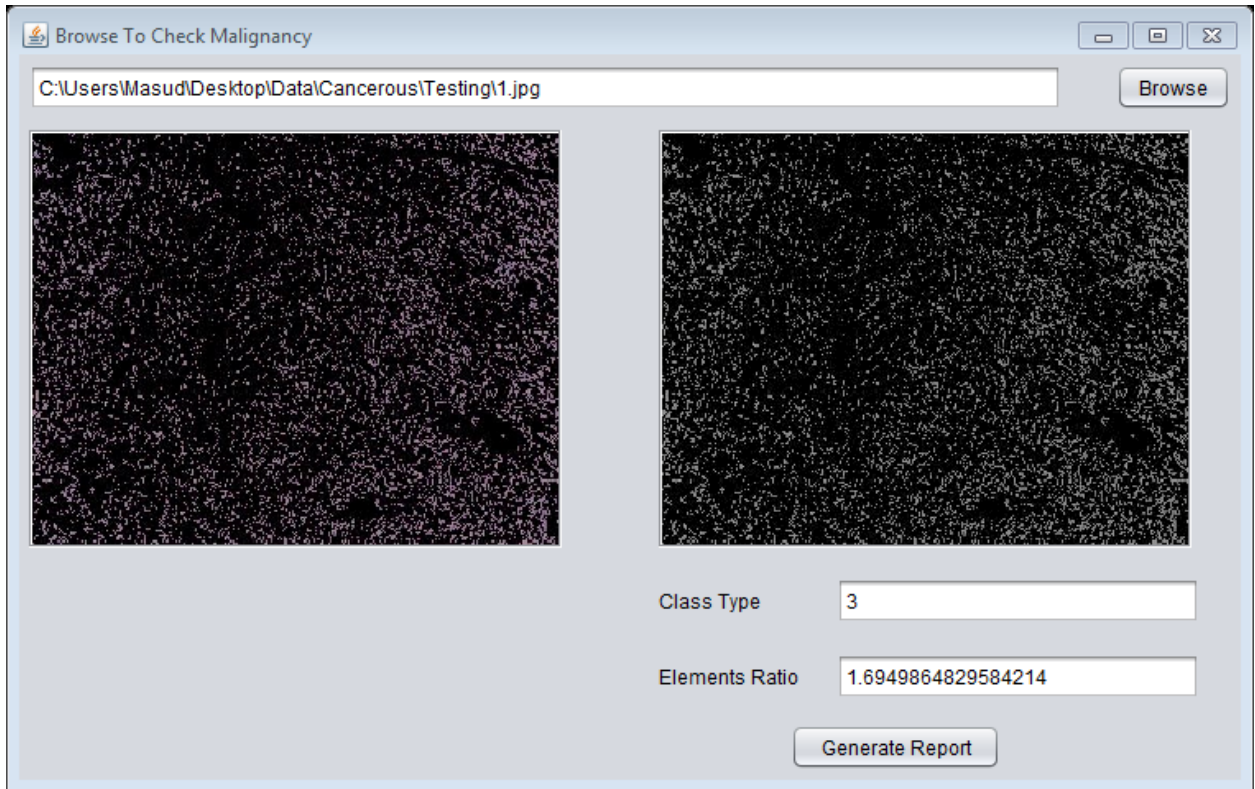 Browse To Check Malignancy
C:\Users\Masud\Desktop\Data\Cancerous\Testing\1.jpg
Browse
Class Type
3
Elements Ratio
1.6949864829584214
Generate Report